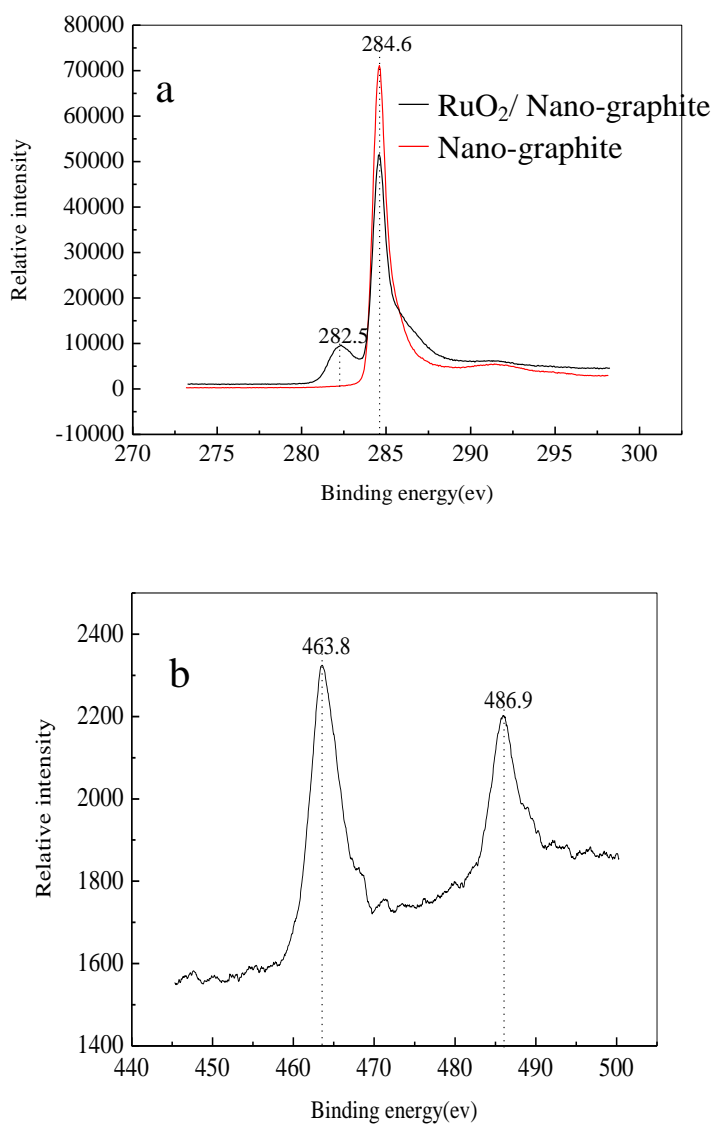 80000
70000
60000
50000
40000
30000
20000
10000
0
-10000
Relative intensity
a
284.6
282.5
RuO₂/ Nano-graphite
Nano-graphite
270 275 280 285 290 295 300
Binding energy(ev)
2400
2200
2000
1800
1600
1400
Relative intensity
b
463.8
486.9
440 450 460 470 480 490 500
Binding energy(ev)